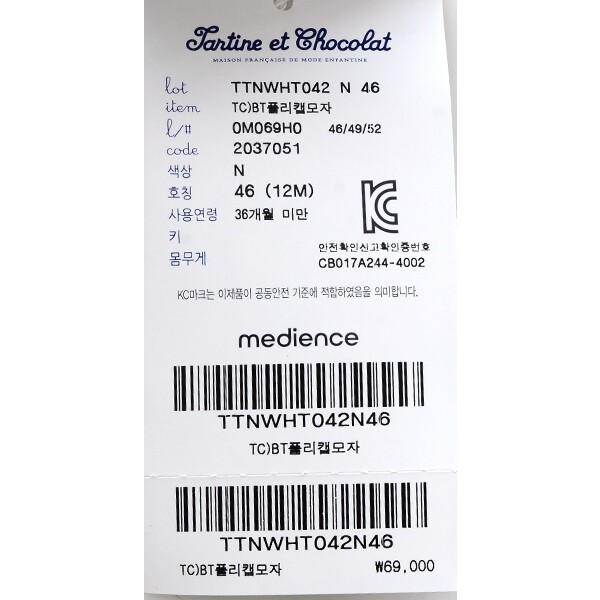 Tartine et Chocolat
MAISON FRANÇAISE DE MODE ENFANTINE
lot TTNWHT042 N 46
item TC)BT폴리캡모자
l/# 0M069H0 46/49/52
code 2037051
색상 N
호칭 46 (12M)
사용연령 36개월 미만
키
몸무게
안전확인신고확인증번호
CB017A244-4002
KC마크는 이제품이 공동안전 기준에 적합하였음을 의미합니다.
medience
TTNWHT042N46
TC)BT폴리캡모자
TTNWHT042N46
TC)BT폴리캡모자 ₩69,000